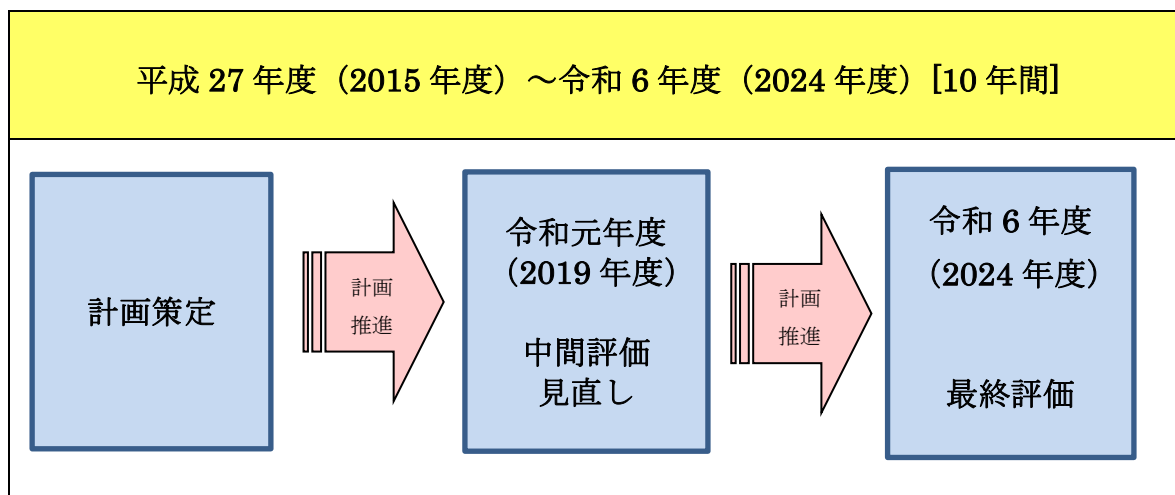 平成 27 年度（2015 年度）～令和 6 年度（2024 年度）[10 年間]
計画策定
計画
推進
令和元年度
（2019 年度）
中間評価
見直し
計画
推進
令和 6 年度
（2024 年度）
最終評価